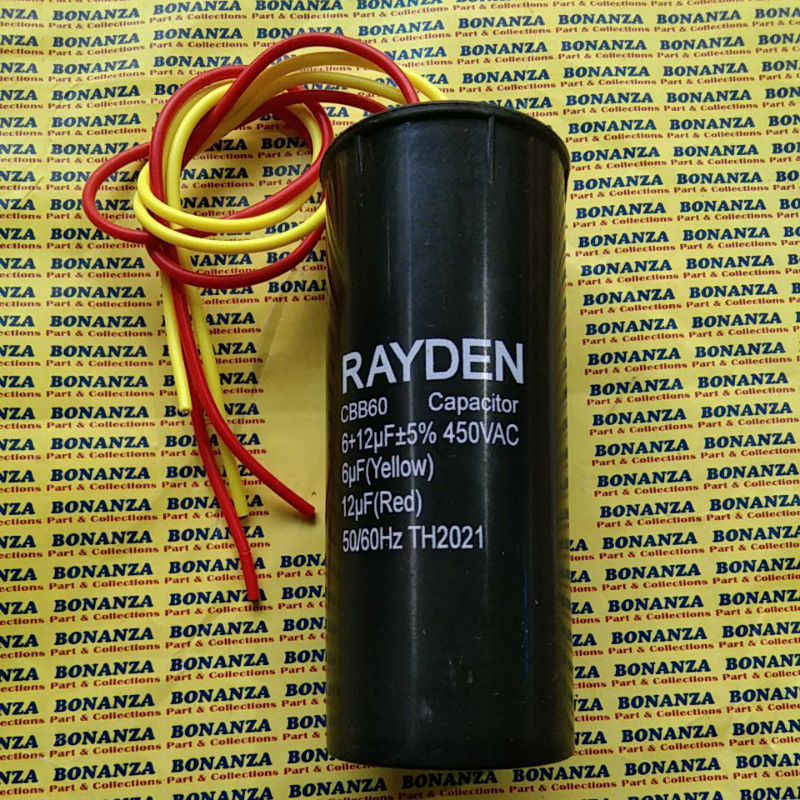 RAYDEN
CBB60 Capacitor
6+12µF±5% 450VAC
6µF(Yellow)
12µF(Red)
50/60Hz TH2021
BONANZA
Part & Collections